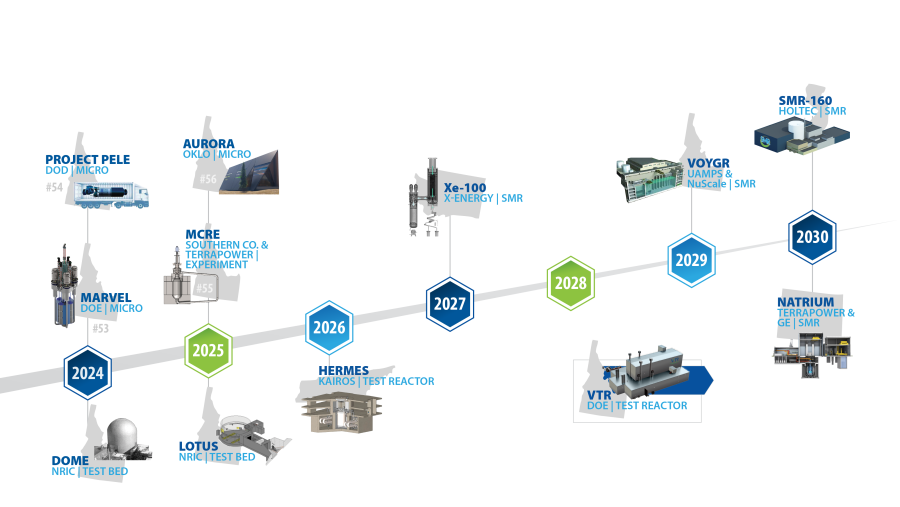 PROJECT PELE
DOD | MICRO
#54
MARVEL
DOE | MICRO
#53
2024
DOME
NRIC | TEST BED
AURORA
OKLO | MICRO
#56
MCRE
SOUTHERN CO. &
TERRAPOWER |
EXPERIMENT
#55
2025
LOTUS
NRIC | TEST BED
2026
HERMES
KAIROS | TEST REACTOR
Xe-100
X-ENERGY | SMR
2027
2028
VTR
DOE | TEST REACTOR
VOYGR
UAMPS &
NuScale | SMR
2029
SMR-160
HOLTEC | SMR
2030
NATRIUM
TERRAPOWER &
GE | SMR